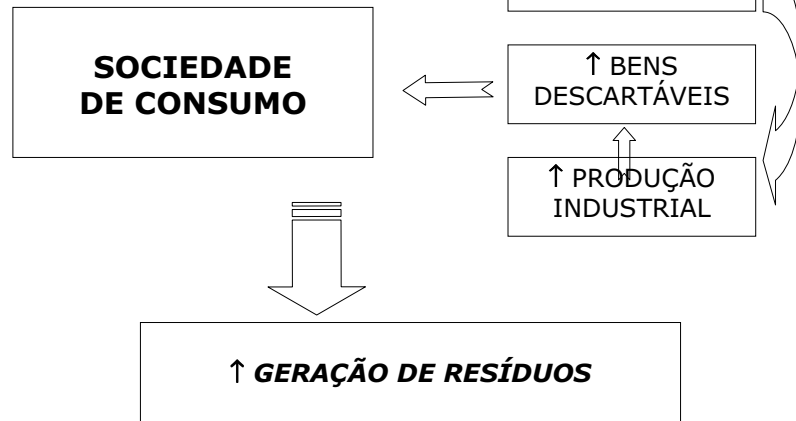 SOCIEDADE
DE CONSUMO
↑ BENS
DESCARTÁVEIS
↑ PRODUÇÃO
INDUSTRIAL
↑ GERAÇÃO DE RESÍDUOS